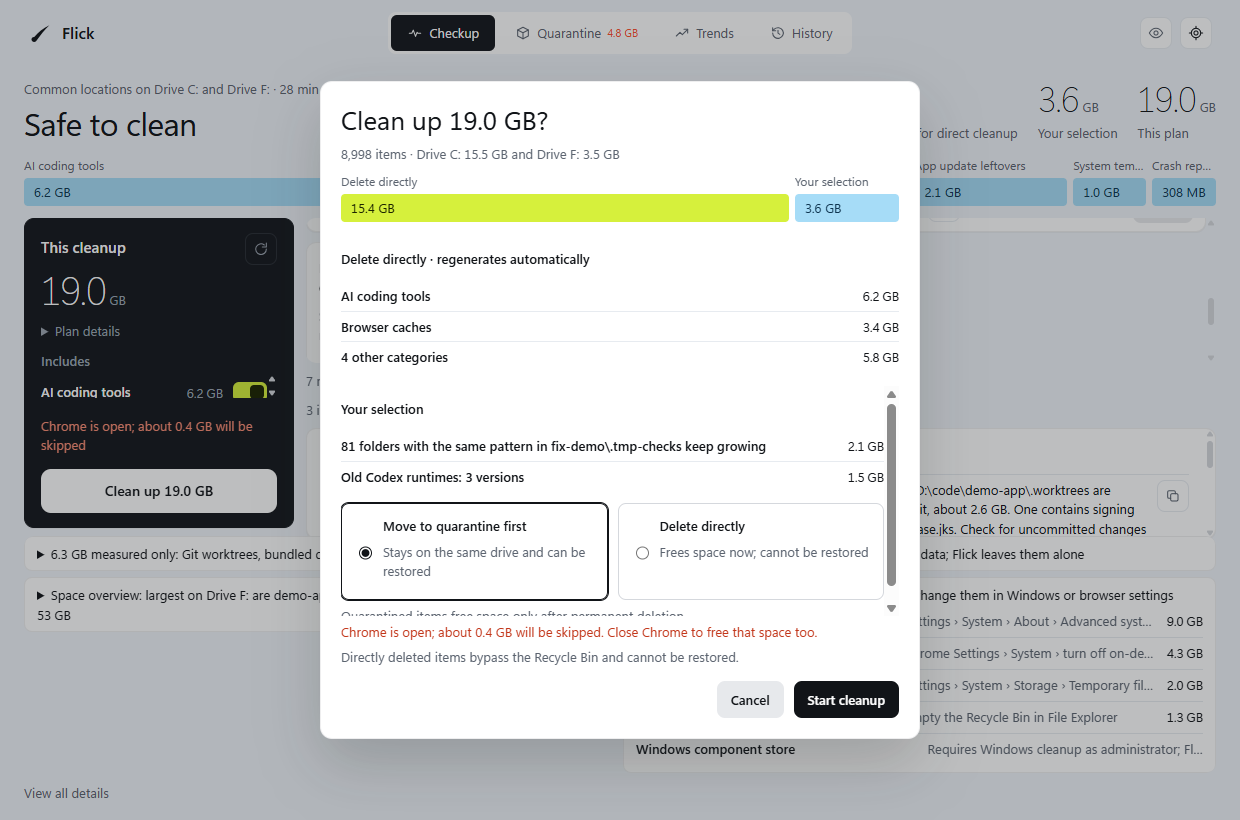 Flick
Checkup
Quarantine 4.8 GB
Trends
History
Common locations on Drive C: and Drive F: · 28 min
Safe to clean
3.6 GB
19.0 GB
or direct cleanup
Your selection
This plan
AI coding tools
pp update leftovers
System tem...
Crash rep...
6.2 GB
2.1 GB
1.0 GB
308 MB
This cleanup
19.0 GB
Plan details
Includes
AI coding tools 6.2 GB
Chrome is open; about 0.4 GB will be
skipped
Clean up 19.0 GB
7
3
Clean up 19.0 GB?
8,998 items · Drive C: 15.5 GB and Drive F: 3.5 GB
Delete directly
Your selection
15.4 GB
3.6 GB
Delete directly · regenerates automatically
AI coding tools 6.2 GB
Browser caches 3.4 GB
4 other categories 5.8 GB
Your selection
81 folders with the same pattern in fix-demo\.tmp-checks keep growing 2.1 GB
Old Codex runtimes: 3 versions 1.5 GB
Move to quarantine first
Stays on the same drive and can be
restored
Delete directly
Frees space now; cannot be restored
Quarantined items free space only after permanent deletion.
Chrome is open; about 0.4 GB will be skipped. Close Chrome to free that space too.
Directly deleted items bypass the Recycle Bin and cannot be restored.
Cancel
Start cleanup
D:\code\demo-app\.worktrees are
it, about 2.6 GB. One contains signing
ase.jks. Check for uncommitted changes
6.3 GB measured only: Git worktrees, bundled
data; Flick leaves them alone
Space overview: largest on Drive F: are demo-a
53 GB
hange them in Windows or browser settings
ttings › System › About › Advanced syst... 9.0 GB
rome Settings › System › turn off on-de... 4.3 GB
ttings › System › Storage › Temporary fil... 2.0 GB
pty the Recycle Bin in File Explorer 1.3 GB
Windows component store Requires Windows cleanup as administrator; Fl...
View all details